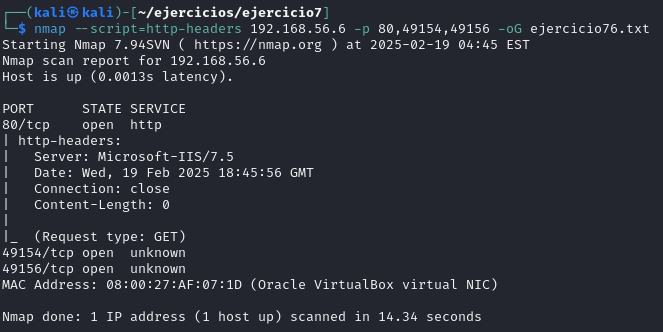 ┌──(kali㉿kali)-[~/ejercicios/ejercicio7]
└─$ nmap --script=http-headers 192.168.56.6 -p 80,49154,49156 -oG ejercicio76.txt
Starting Nmap 7.94SVN ( https://nmap.org ) at 2025-02-19 04:45 EST
Nmap scan report for 192.168.56.6
Host is up (0.0013s latency).

PORT      STATE SERVICE
80/tcp    open  http
| http-headers:
|   Server: Microsoft-IIS/7.5
|   Date: Wed, 19 Feb 2025 18:45:56 GMT
|   Connection: close
|   Content-Length: 0
|
|_  (Request type: GET)
49154/tcp open  unknown
49156/tcp open  unknown
MAC Address: 08:00:27:AF:07:1D (Oracle VirtualBox virtual NIC)

Nmap done: 1 IP address (1 host up) scanned in 14.34 seconds